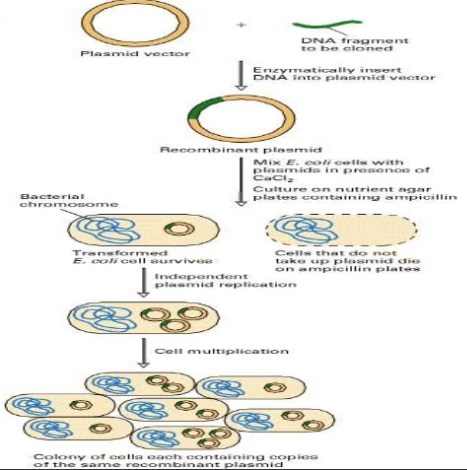 Plasmid vector
+
DNA fragment
to be cloned
Enzymatically insert
DNA into plasmid vector
Recombinant plasmid
Mix E. coli cells with
plasmids in presence of
CaCl₂
Culture on nutrient agar
plates containing ampicillin
Bacterial
chromosome
Transformed
E. coli cell survives
Cells that do not
take up plasmid die
on ampicillin plates
Independent
plasmid replication
Cell multiplication
Colony of cells each containing copies
of the same recombinant plasmid